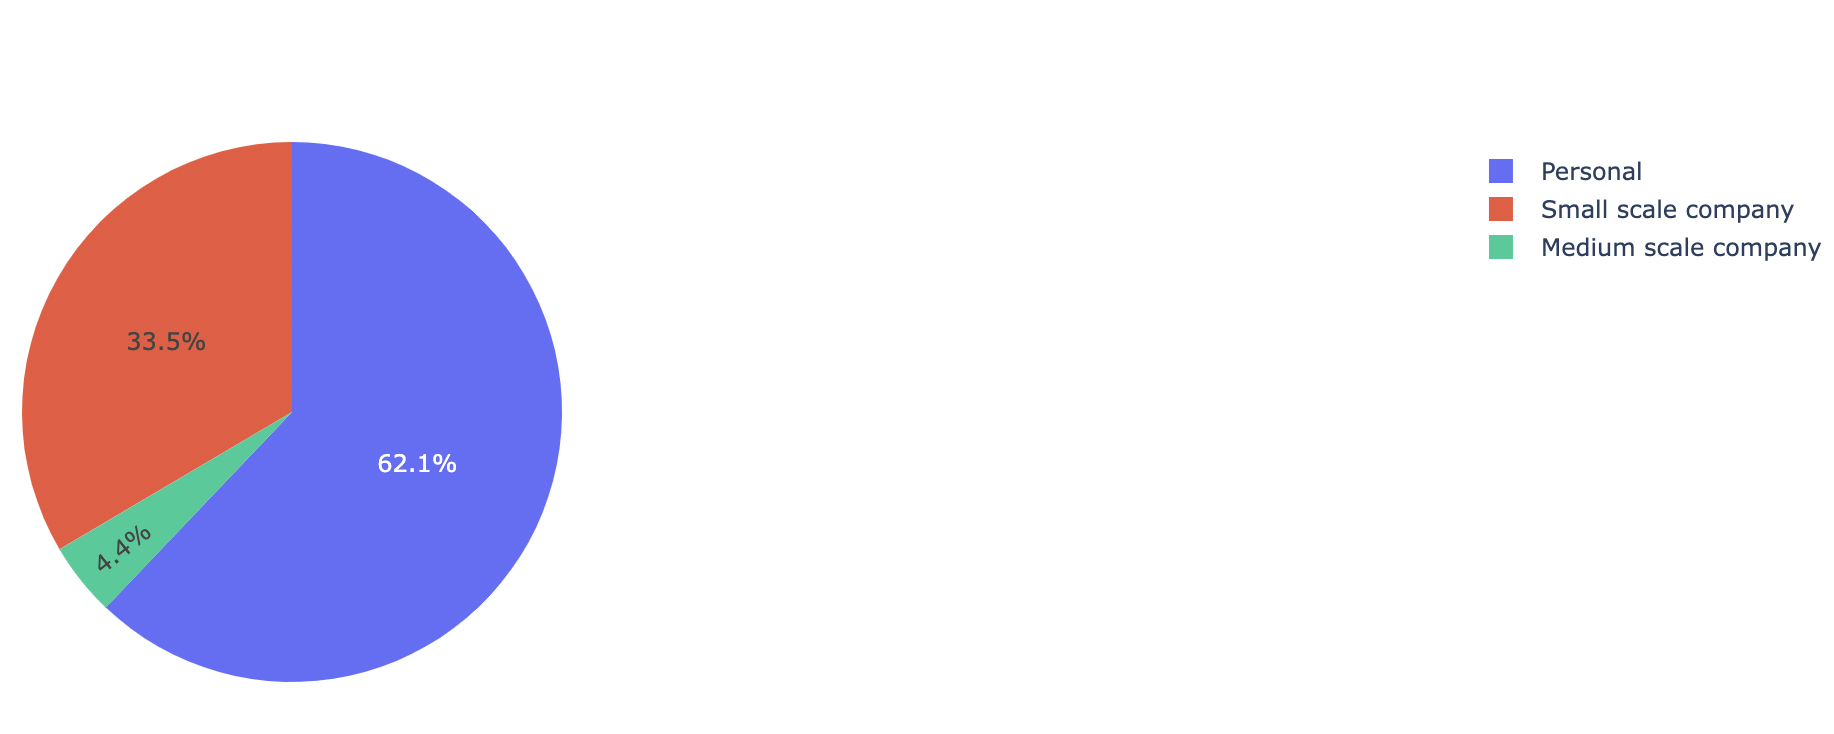 Personal
Small scale company
Medium scale company
33.5%
62.1%
4.4%